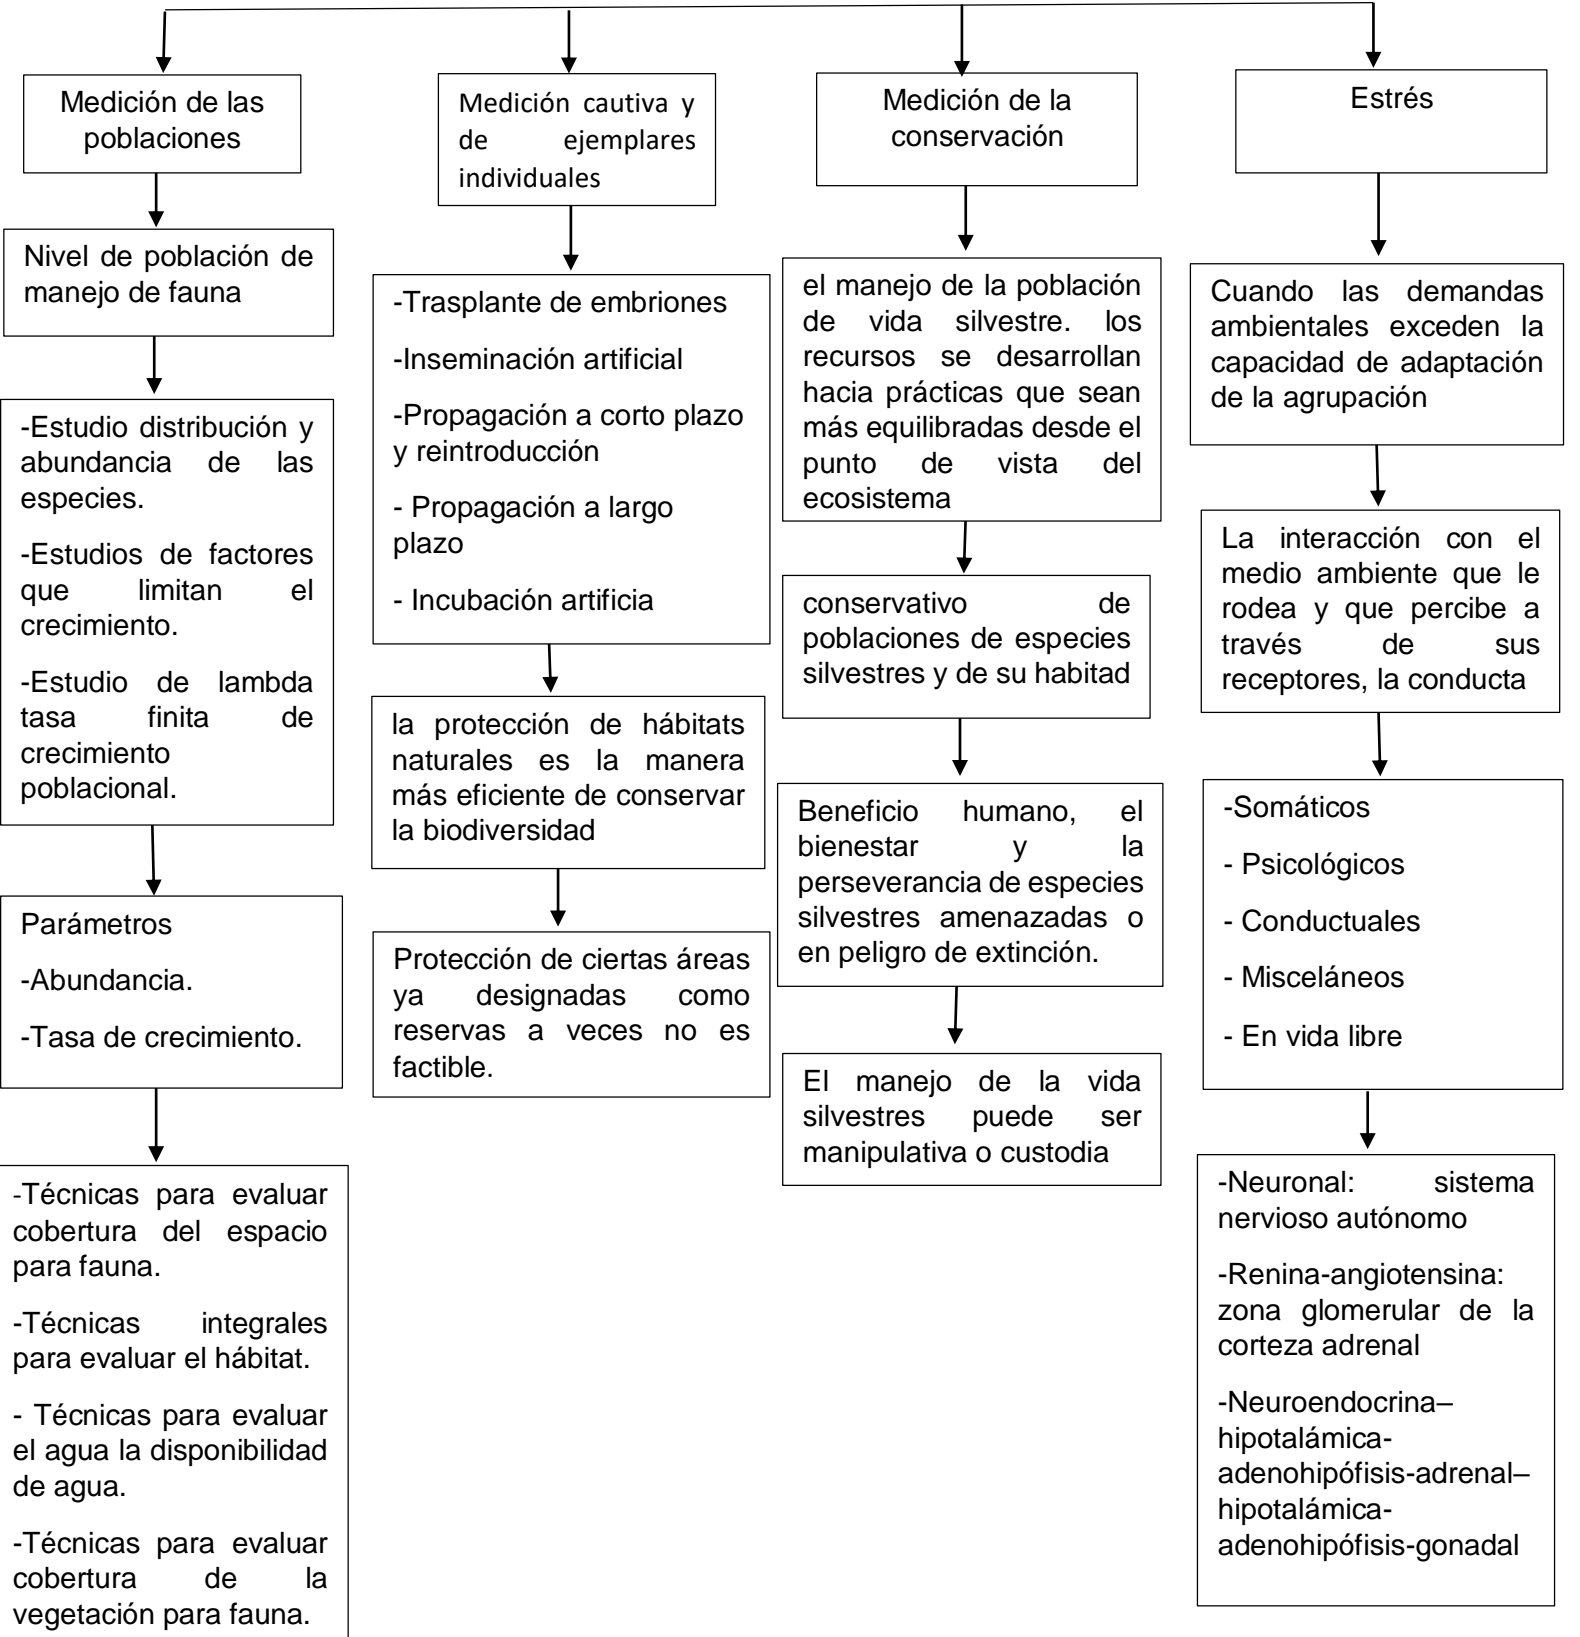 Medición de las
poblaciones
Nivel de población de
manejo de fauna
-Estudio distribución y
abundancia de las
especies.
-Estudios de factores
que limitan el
crecimiento.
-Estudio de lambda
tasa finita de
crecimiento
poblacional.
Parámetros
-Abundancia.
-Tasa de crecimiento.
-Técnicas para evaluar
cobertura del espacio
para fauna.
-Técnicas integrales
para evaluar el hábitat.
- Técnicas para evaluar
el agua la disponibilidad
de agua.
-Técnicas para evaluar
cobertura de la
vegetación para fauna.
Medición cautiva y
de ejemplares
individuales
-Trasplante de embriones
-Inseminación artificial
-Propagación a corto plazo
y reintroducción
- Propagación a largo
plazo
- Incubación artificia
la protección de hábitats
naturales es la manera
más eficiente de conservar
la biodiversidad
Protección de ciertas áreas
ya designadas como
reservas a veces no es
factible.
Medición de la
conservación
el manejo de la población
de vida silvestre. los
recursos se desarrollan
hacia prácticas que sean
más equilibradas desde el
punto de vista del
ecosistema
conservativo de
poblaciones de especies
silvestres y de su habitad
Beneficio humano, el
bienestar y la
perseverancia de especies
silvestres amenazadas o
en peligro de extinción.
El manejo de la vida
silvestres puede ser
manipulativa o custodia
Estrés
Cuando las demandas
ambientales exceden la
capacidad de adaptación
de la agrupación
La interacción con el
medio ambiente que le
rodea y que percibe a
través de sus
receptores, la conducta
-Somáticos
- Psicológicos
- Conductuales
- Misceláneos
- En vida libre
-Neuronal: sistema
nervioso autónomo
-Renina-angiotensina:
zona glomerular de la
corteza adrenal
-Neuroendocrina–
hipotalámica-
adenohipófisis-adrenal–
hipotalámica-
adenohipófisis-gonadal